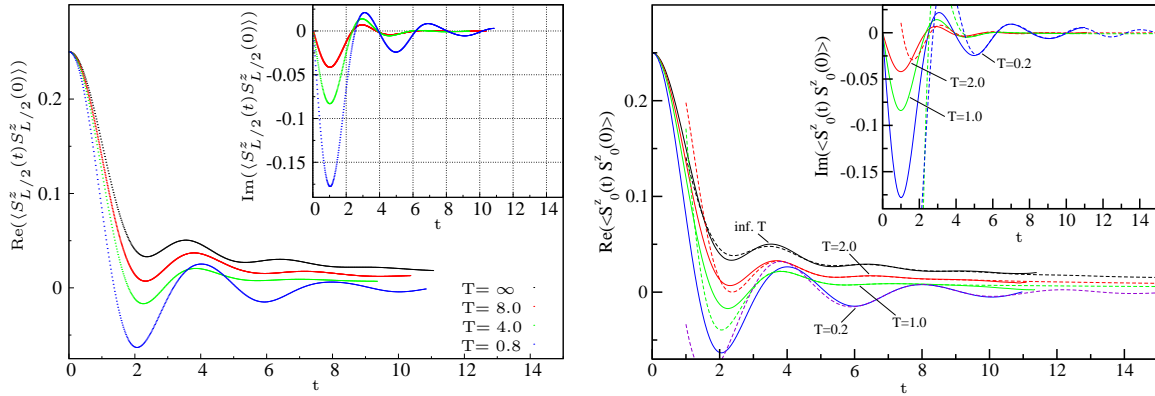 Re(⟨S^z_{L/2}(t)S^z_{L/2}(0)⟩)
0.2
0.1
0
0 2 4 6 8 10 12 14
t
T= ∞
T= 8.0
T= 4.0
T= 0.8
Im(⟨S^z_{L/2}(t)S^z_{L/2}(0)⟩)
0
-0.05
-0.1
-0.15
0 2 4 6 8 10 12 14
t
Re(<S^z_0(t) S^z_0(0)>)
0.2
0.1
0
0 2 4 6 8 10 12 14
t
inf. T
T=2.0
T=1.0
T=0.2
Im(<S^z_0(t) S^z_0(0)>)
0
-0.05
-0.1
-0.15
0 2 4 6 8 10 12 14
t
T=0.2
T=2.0
T=1.0